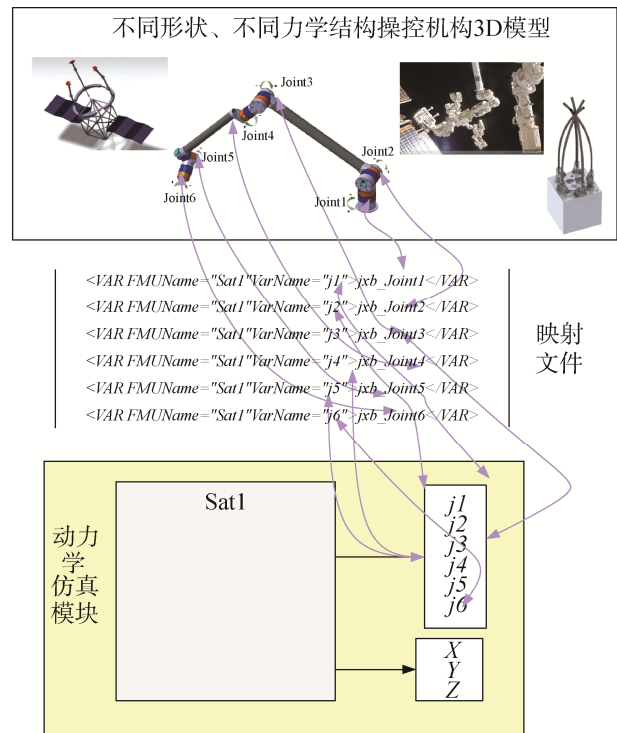 不同形状、不同力学结构操控机构3D模型
Joint3
Joint4
Joint5
Joint2
Joint6
Joint1
<VAR FMUName="Sat1"VarName="j1">jxb_Joint1</VAR>
<VAR FMUName="Sat1"VarName="j2">jxb_Joint2</VAR>
<VAR FMUName="Sat1"VarName="j3">jxb_Joint3</VAR>
<VAR FMUName="Sat1"VarName="j4">jxb_Joint4</VAR>
<VAR FMUName="Sat1"VarName="j5">jxb_Joint5</VAR>
<VAR FMUName="Sat1"VarName="j6">jxb_Joint6</VAR>
映射
文件
动力
学
仿真
模块
Sat1
j1
j2
j3
j4
j5
j6
X
Y
Z